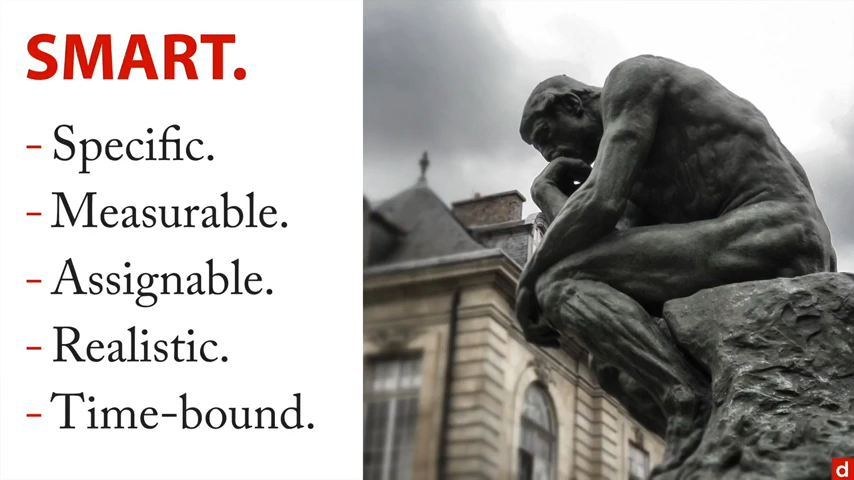 SMART.
- Specific.
- Measurable.
- Assignable.
- Realistic.
- Time-bound.
d